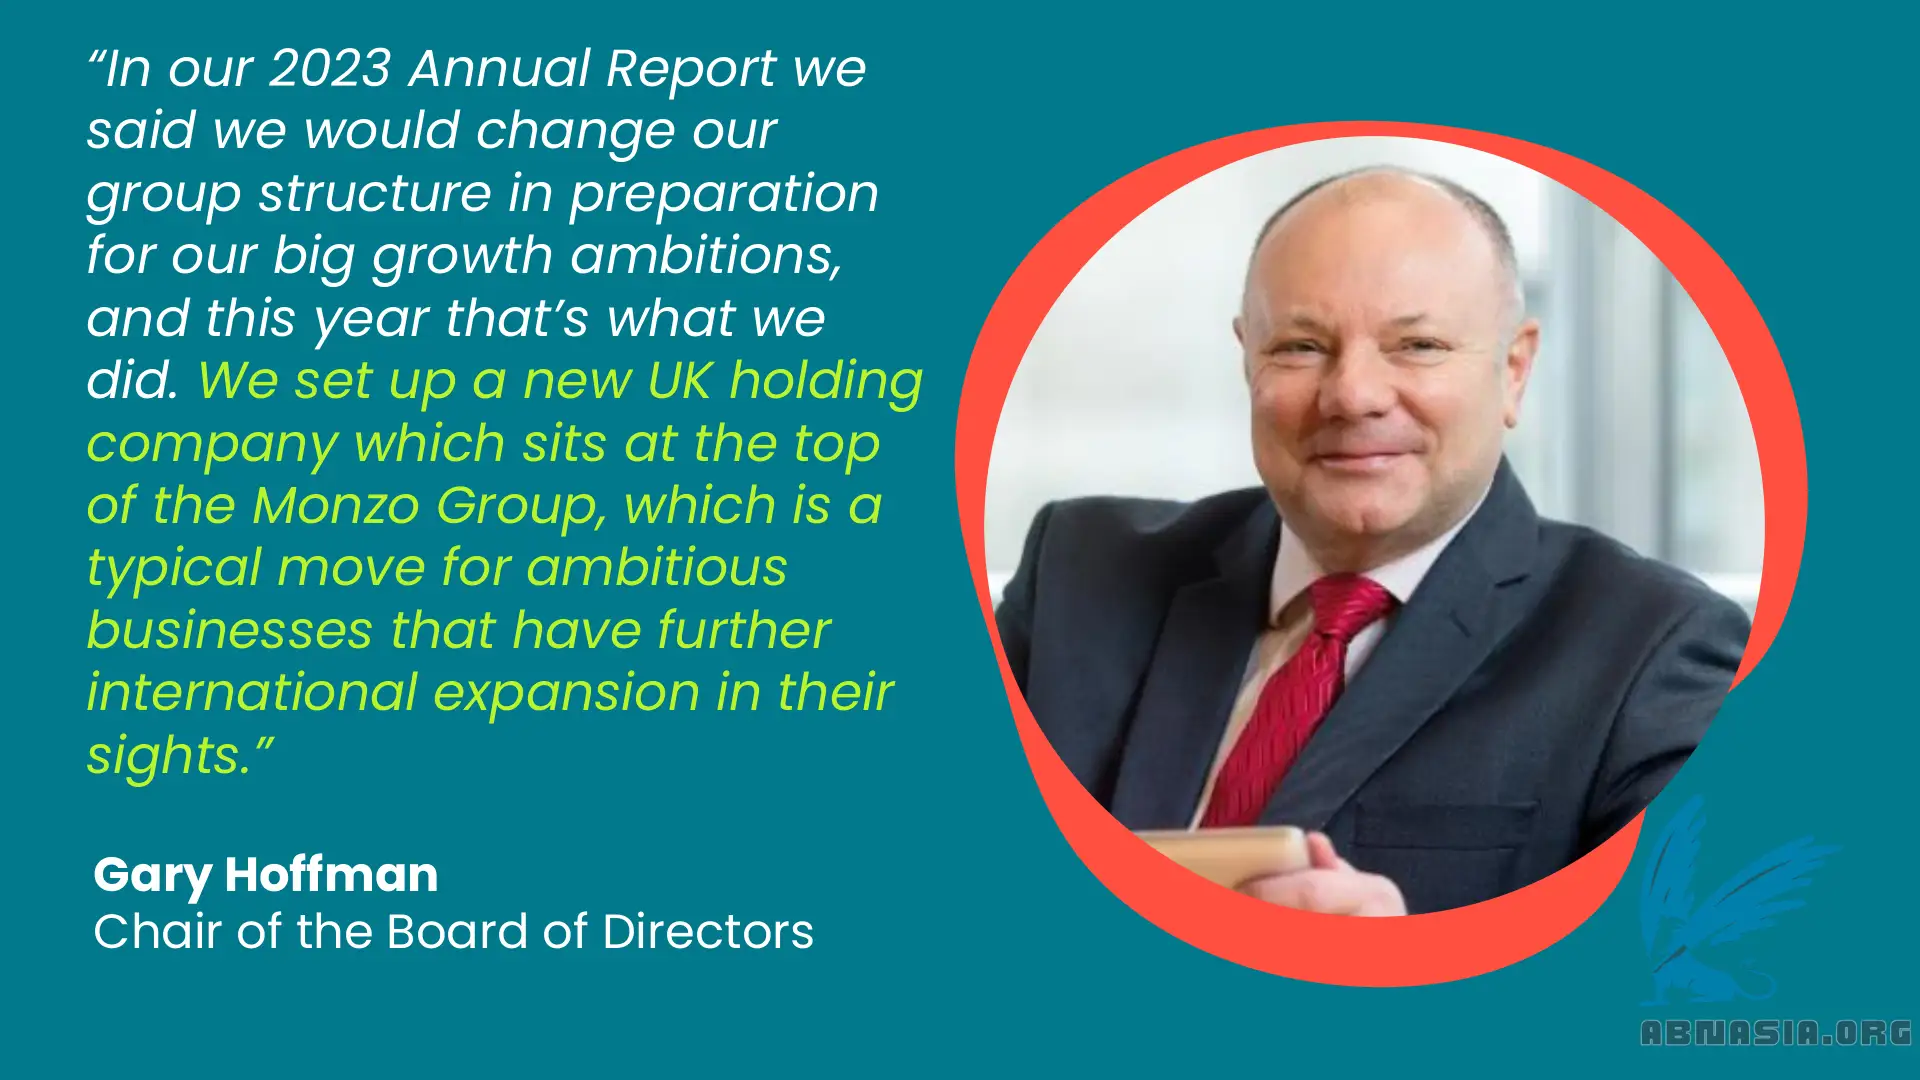 “In our 2023 Annual Report we
said we would change our
group structure in preparation
for our big growth ambitions,
and this year that’s what we
did. We set up a new UK holding
company which sits at the top
of the Monzo Group, which is a
typical move for ambitious
businesses that have further
international expansion in their
sights.”
Gary Hoffman
Chair of the Board of Directors
ABNASIA.ORG